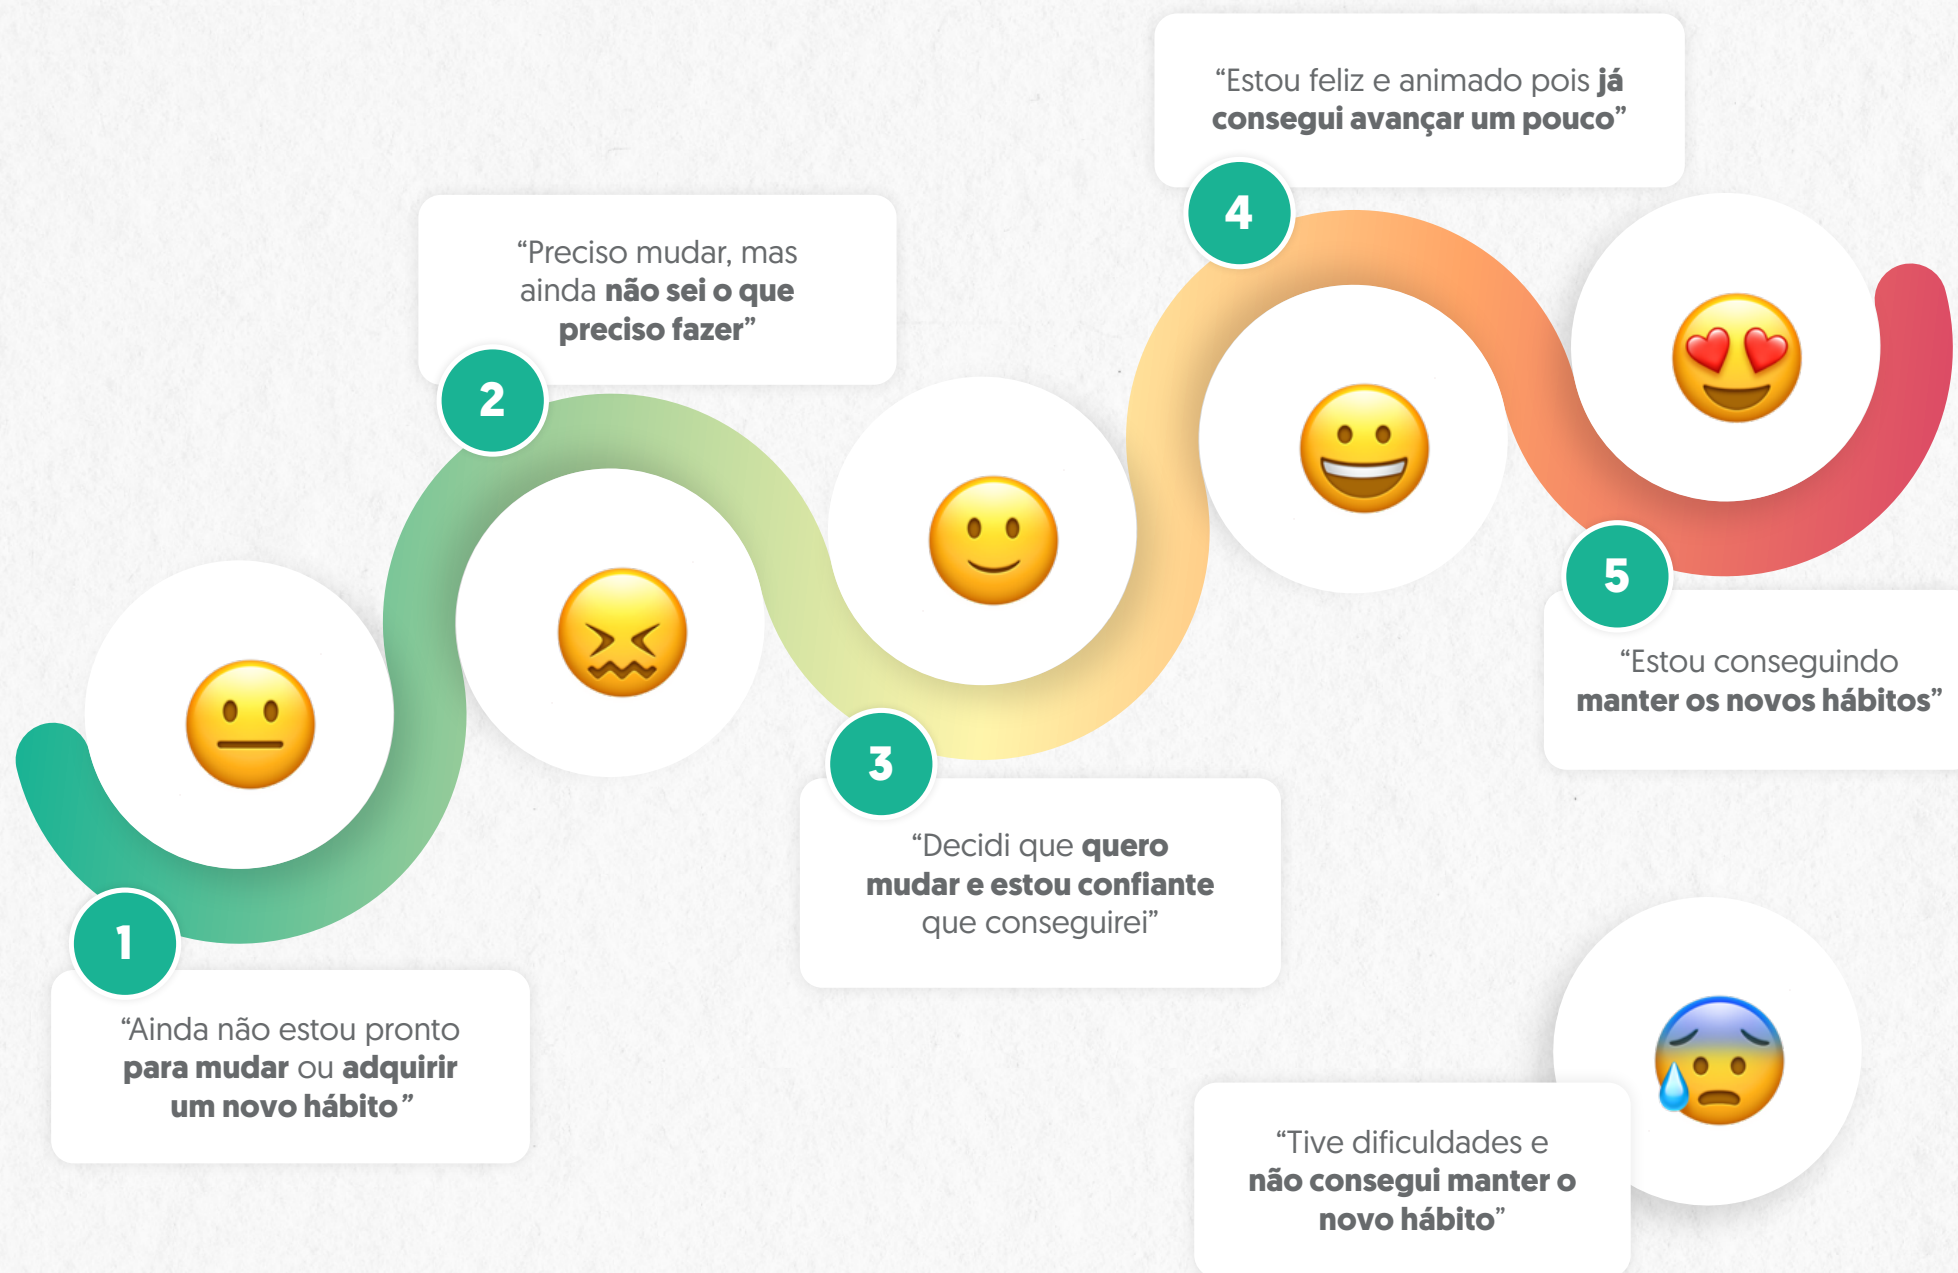 1
“Ainda não estou pronto
para mudar ou adquirir
um novo hábito”
2
“Preciso mudar, mas
ainda não sei o que
preciso fazer”
3
“Decidi que quero
mudar e estou confiante
que conseguirei”
4
“Estou feliz e animado pois já
consegui avançar um pouco”
5
“Estou conseguindo
manter os novos hábitos”
“Tive dificuldades e
não consegui manter o
novo hábito”